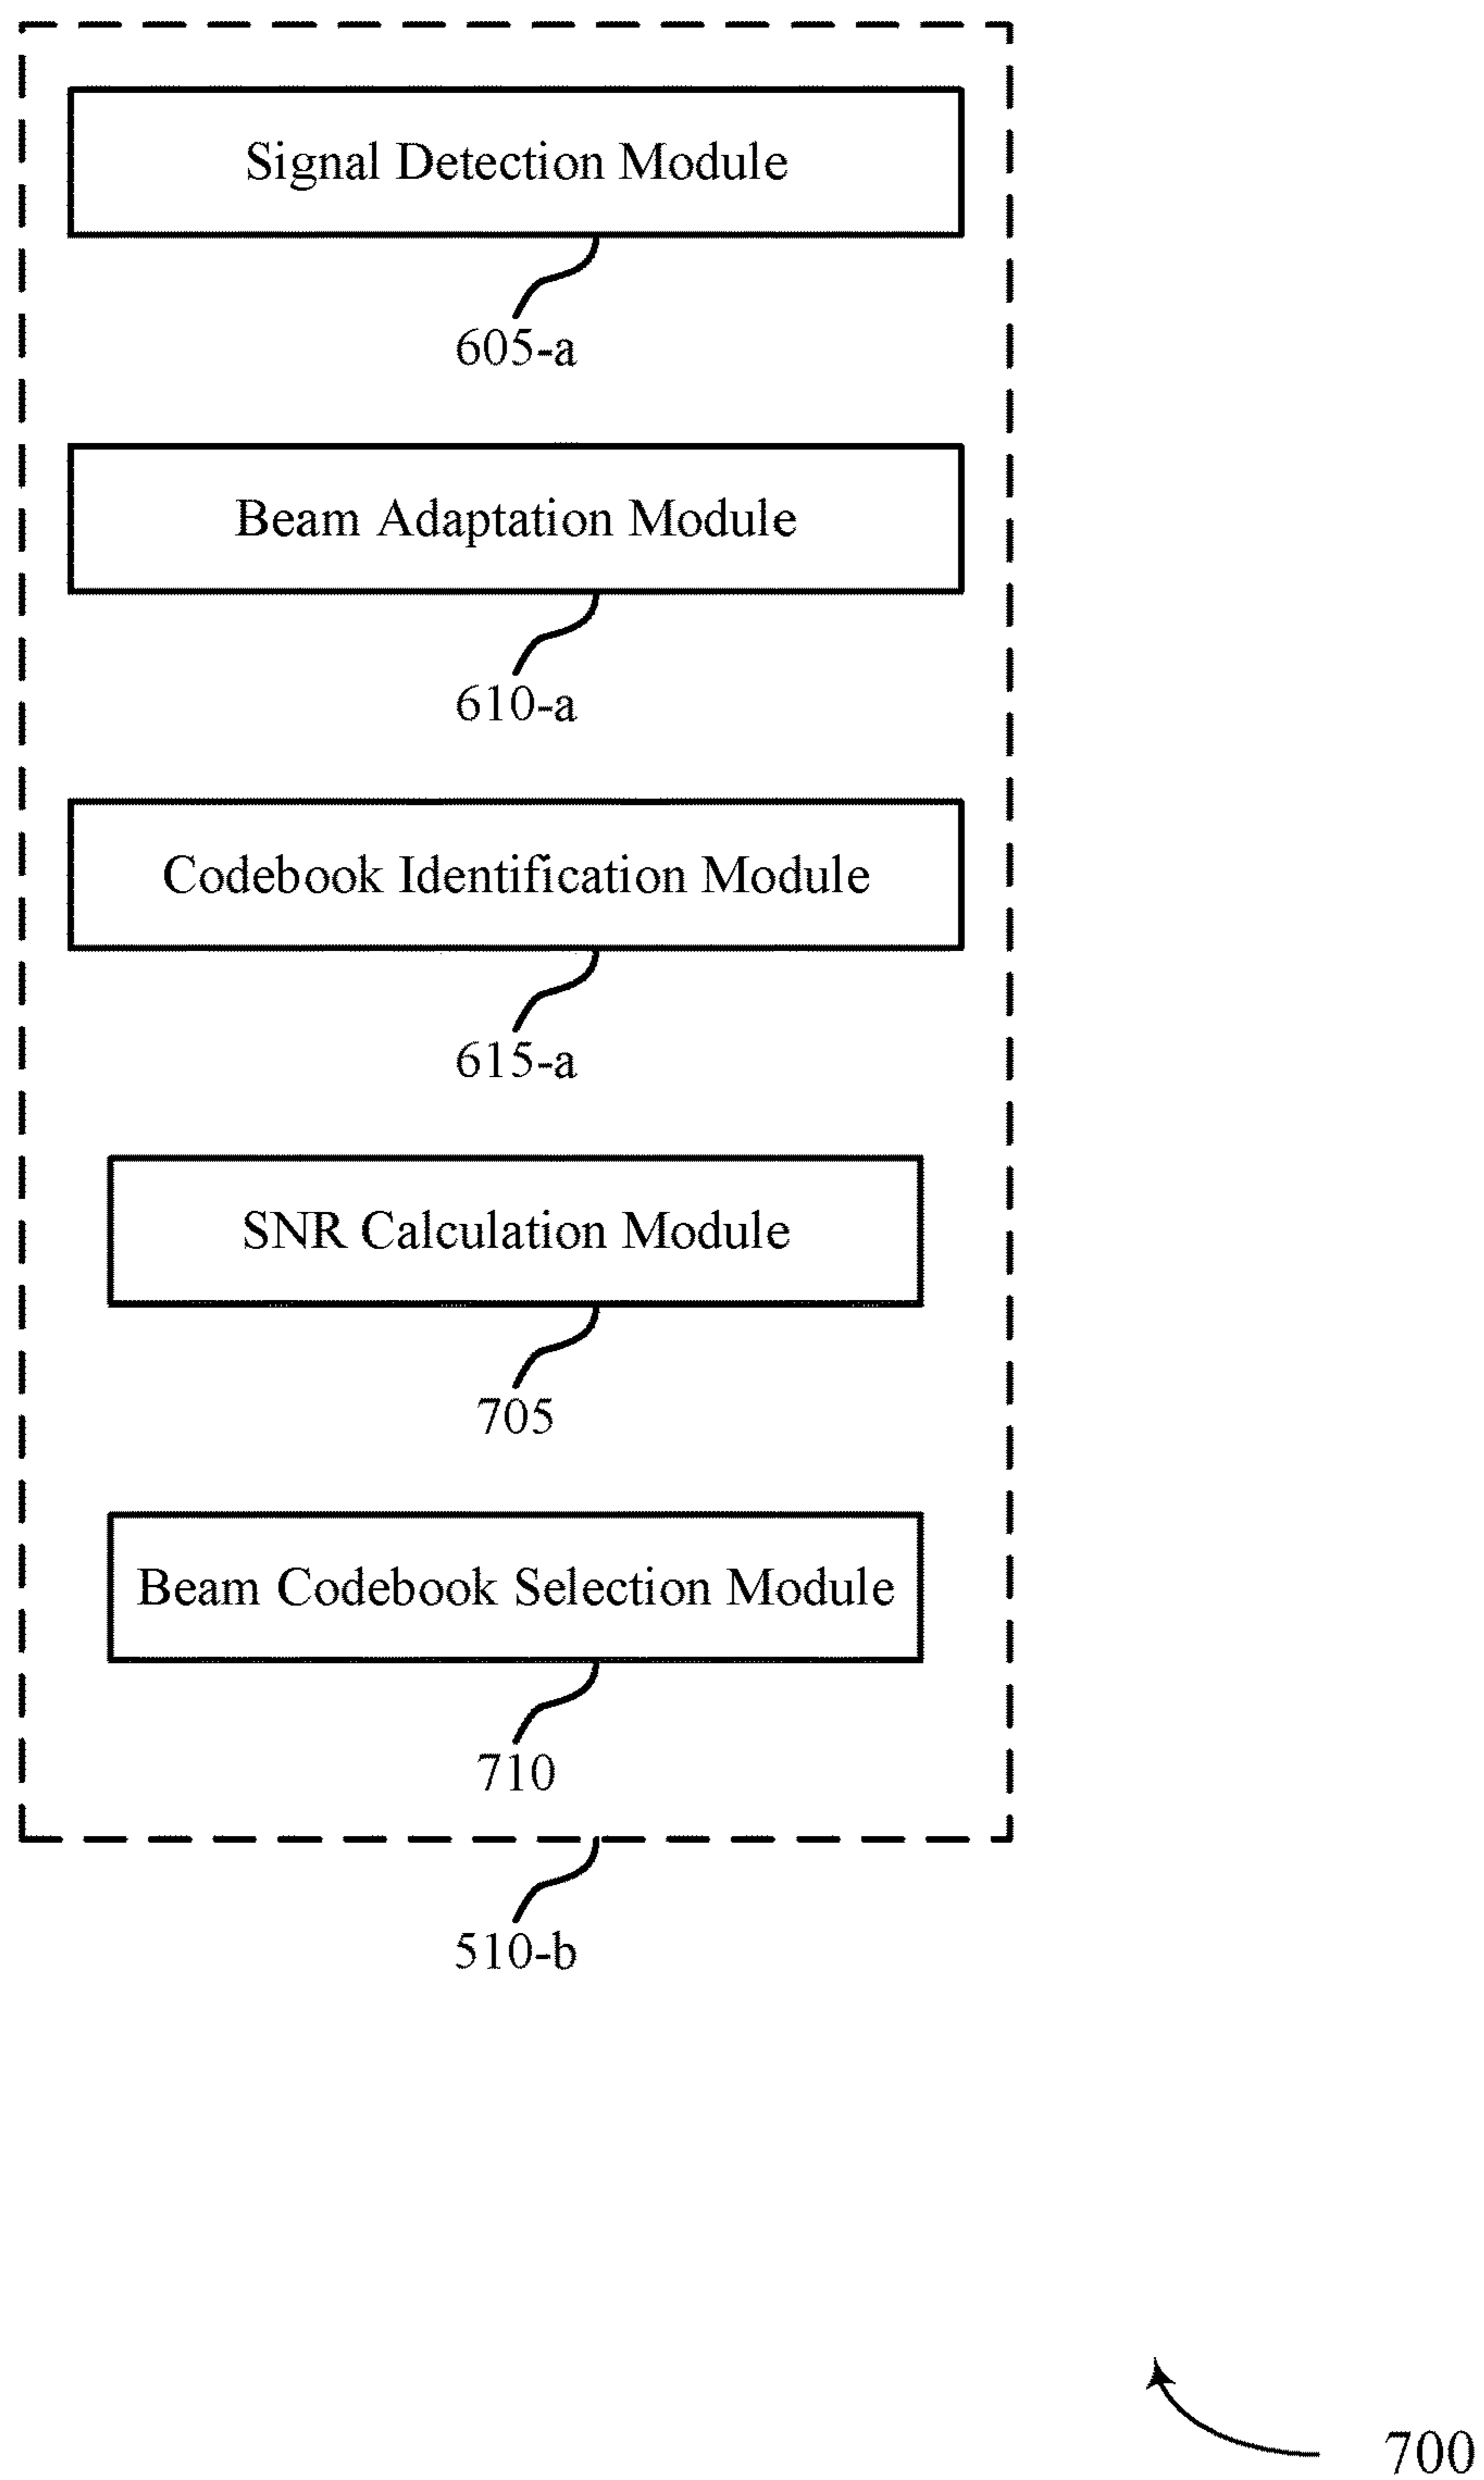 Signal Detection Module
605-a
Beam Adaptation Module
610-a
Codebook Identification Module
615-a
SNR Calculation Module
705
Beam Codebook Selection Module
710
510-b
700